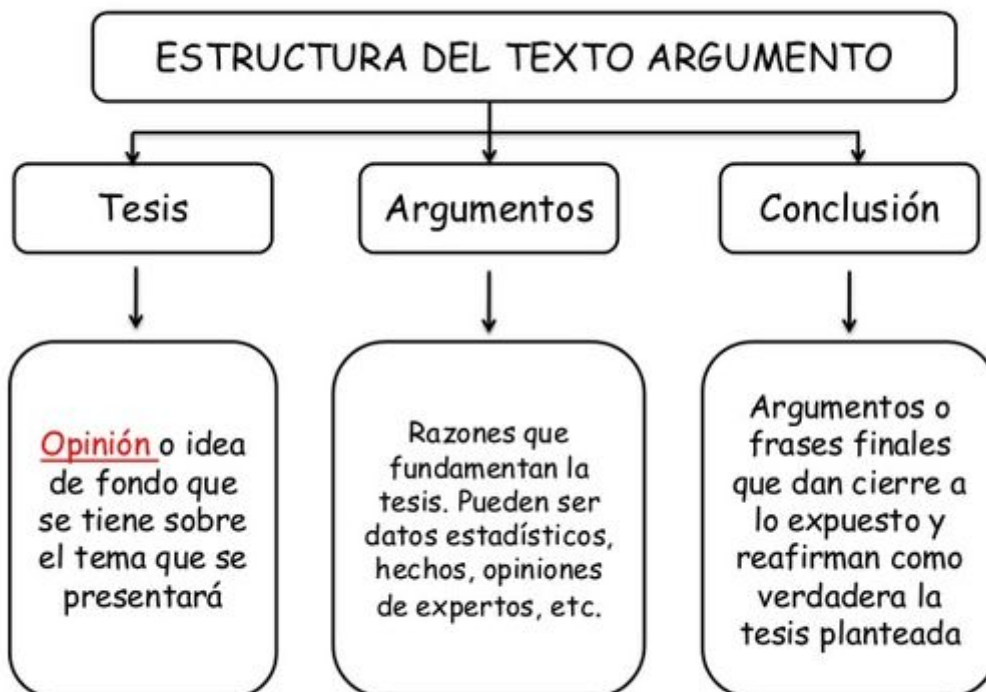 ESTRUCTURA DEL TEXTO ARGUMENTO
Tesis
Argumentos
Conclusión
Opinión o idea
de fondo que
se tiene sobre
el tema que se
presentará
Razones que
fundamentan la
tesis. Pueden ser
datos estadísticos,
hechos, opiniones
de expertos, etc.
Argumentos o
frases finales
que dan cierre a
lo expuesto y
reafirman como
verdadera la
tesis planteada